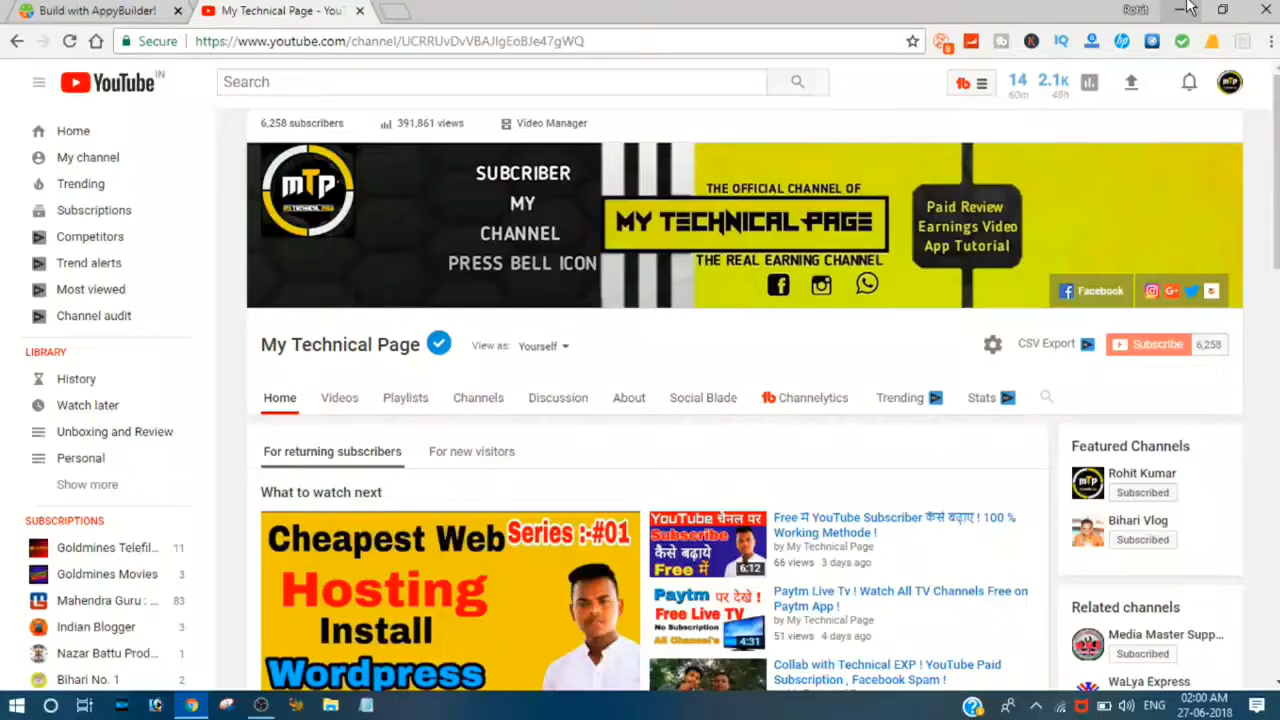 Build with AppyBuilder!
My Technical Page - YouT
Rohit
Secure
https://www.youtube.com/channel/UCRRUvDvVBAJIgEoBJe47gWQ
YouTube IN
Search
14
60m
2.1K
48h
Home
My channel
Trending
Subscriptions
Competitors
Trend alerts
Most viewed
Channel audit
LIBRARY
History
Watch later
Unboxing and Review
Personal
Show more
SUBSCRIPTIONS
Goldmines Telefil... 11
Goldmines Movies 3
Mahendra Guru : ... 83
Indian Blogger 3
Nazar Battu Prod... 1
Bihari No. 1 2
6,258 subscribers
391,861 views
Video Manager
MTP
MY TECHNICAL PAGE
SUBCRIBER
MY
CHANNEL
PRESS BELL ICON
THE OFFICIAL CHANNEL OF
MY TECHNICAL PAGE
THE REAL EARNING CHANNEL
Paid Review
Earnings Video
App Tutorial
Facebook
My Technical Page
View as: Yourself
CSV Export
Subscribe 6,258
Home Videos Playlists Channels Discussion About Social Blade Channelytics Trending Stats
For returning subscribers
For new visitors
What to watch next
Cheapest Web
Series :-#01
Hosting
Install
Wordpress
YouTube चैनल पर
Subscribe
कैसे बढ़ाये
Free में
6:12
Free में YouTube Subscriber कैसे बढ़ाए ! 100 %
Working Methode !
by My Technical Page
66 views 3 days ago
Paytm पर देखे !
Free Live TV
No Subscription
All Channel's
4:31
Paytm Live Tv ! Watch All TV Channels Free on
Paytm App !
by My Technical Page
51 views 4 days ago
Collab with Technical EXP ! YouTube Paid
Subscription , Facebook Spam !
Featured Channels
Rohit Kumar
Subscribed
Bihari Vlog
Subscribed
Related channels
Media Master Supp...
Subscribed
WaLya Express
ENG
02:00 AM
27-06-2018